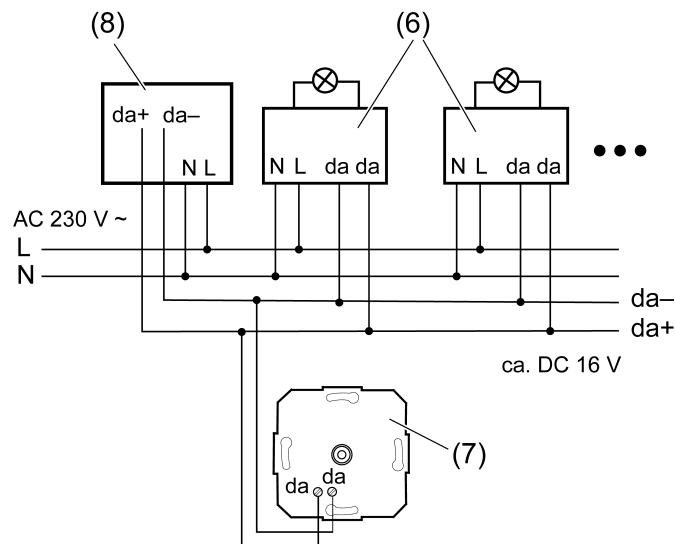 (8)
(6)
da+ da–
N L
N L da da
N L da da
AC 230 V ~
L
N
da–
da+
ca. DC 16 V
(7)
da da